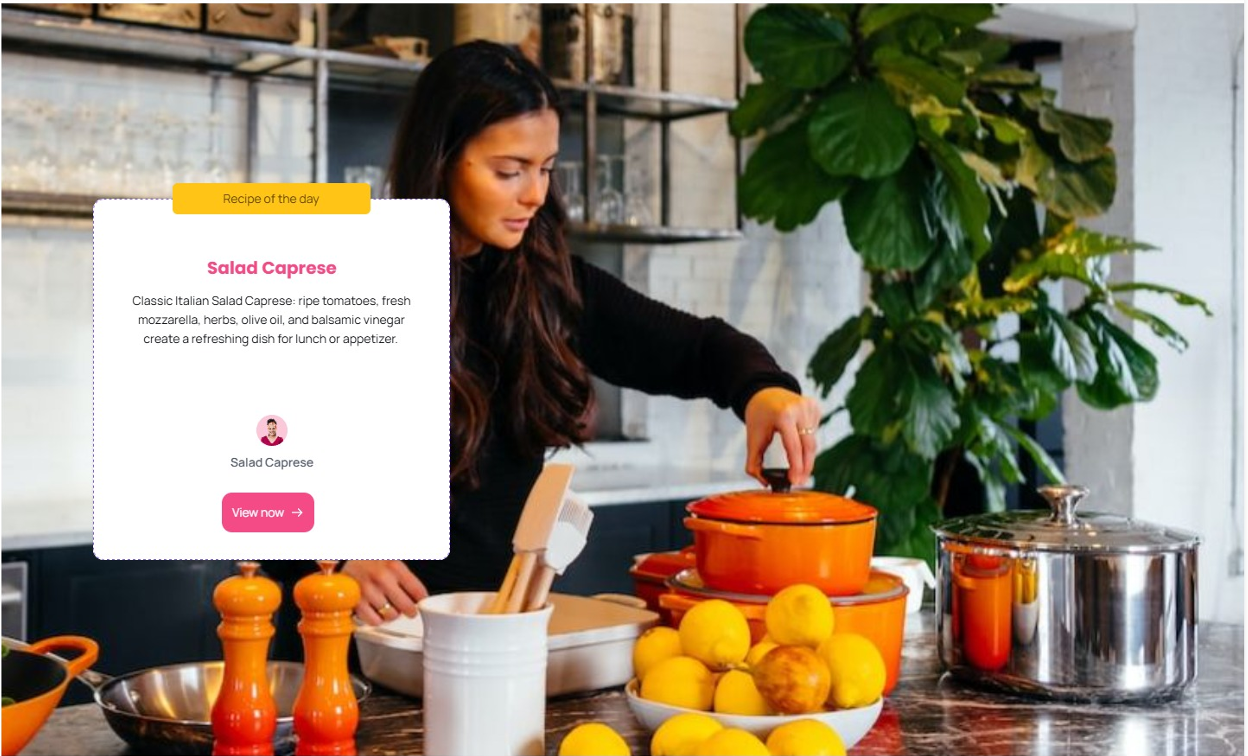 Recipe of the day
Salad Caprese
Classic Italian Salad Caprese: ripe tomatoes, fresh
mozzarella, herbs, olive oil, and balsamic vinegar
create a refreshing dish for lunch or appetizer.
Salad Caprese
View now →